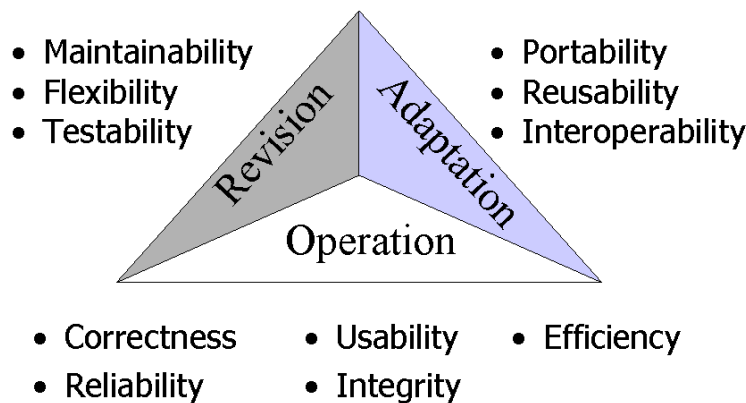 • Maintainability
• Flexibility
• Testability
Revision
Adaptation
• Portability
• Reusability
• Interoperability
Operation
• Correctness • Usability • Efficiency
• Reliability • Integrity